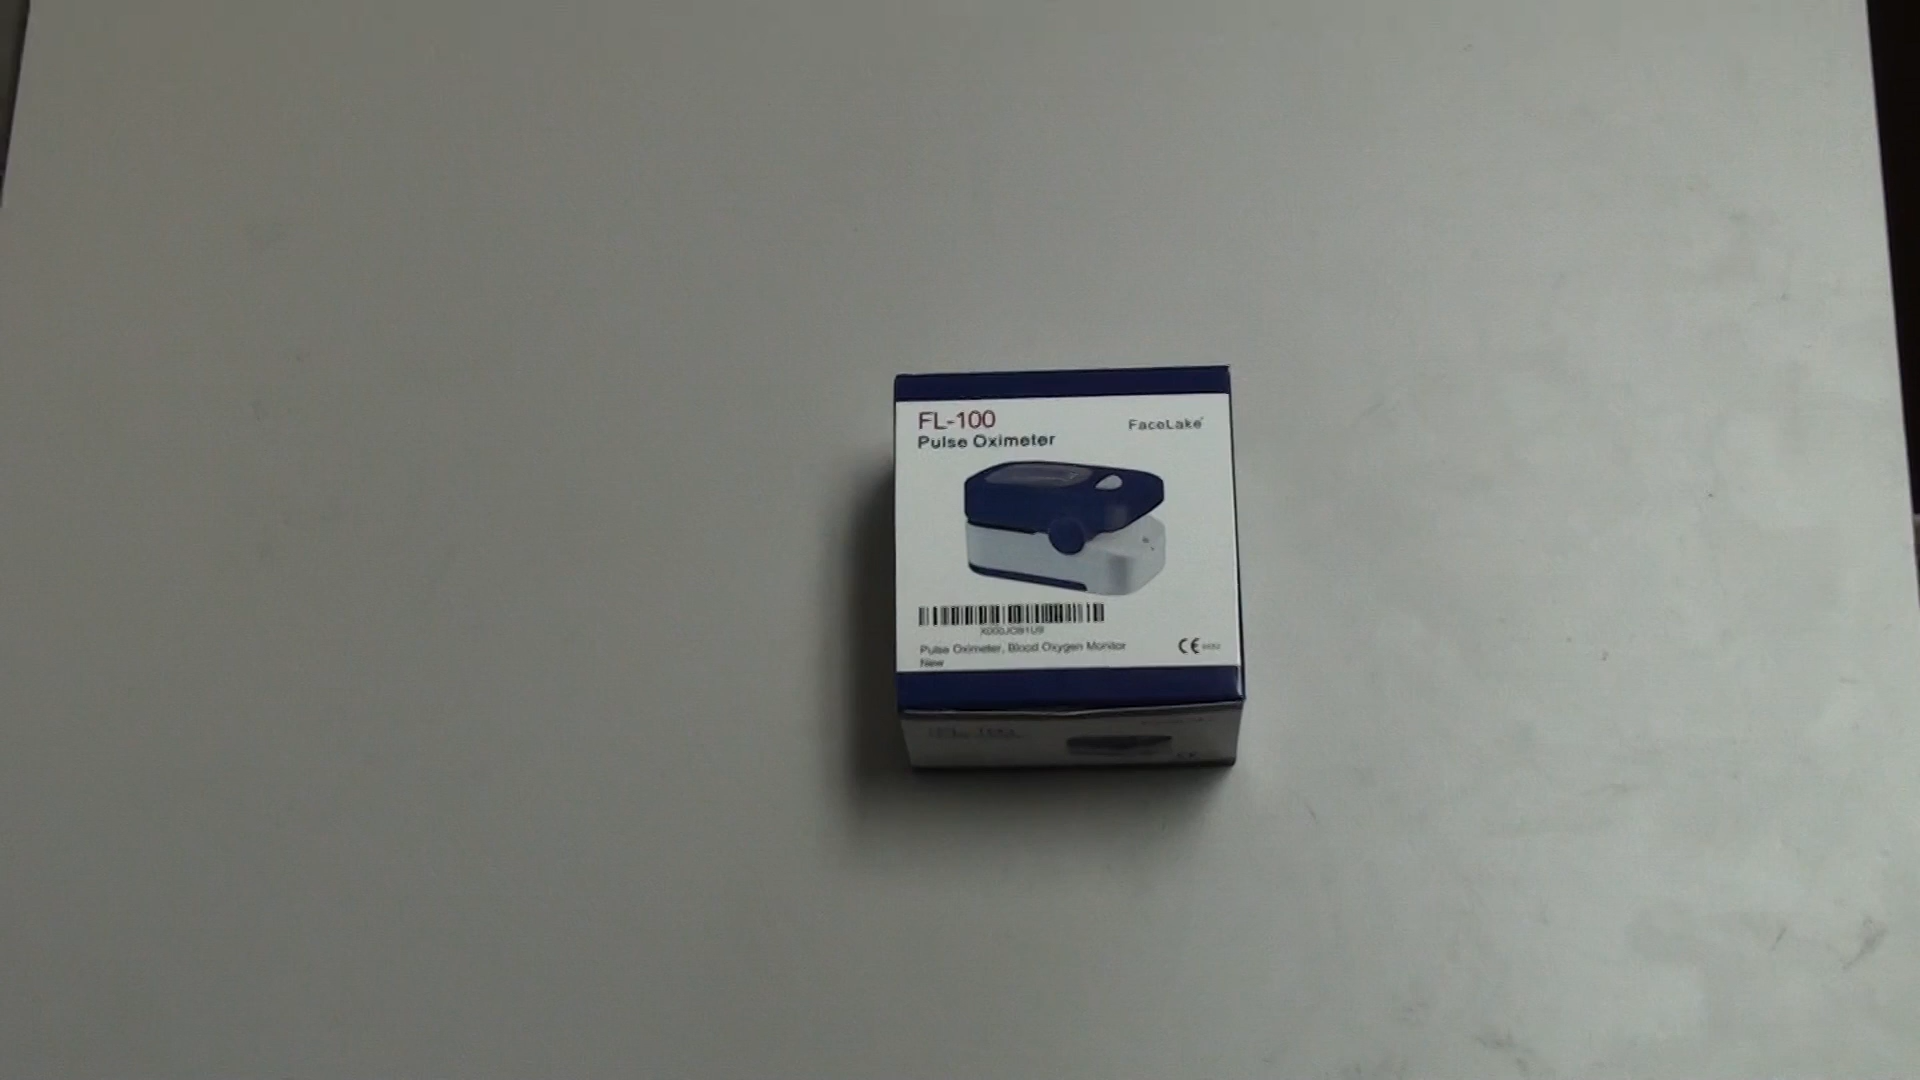 FL-100
FaceLake
Pulse Oximeter
Pulse Oximeter, Blood Oxygen Monitor
CE
New